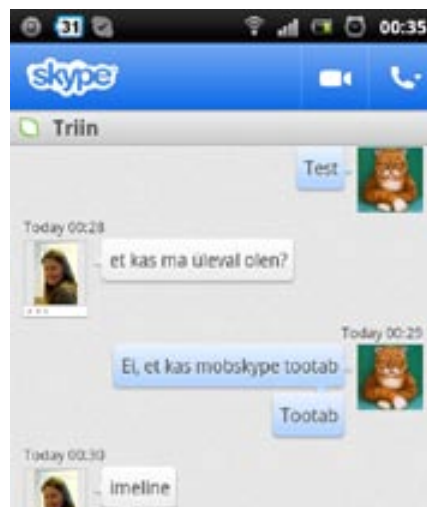 31
00:35
skype
Triin
Test
Today 00:28
et kas ma üleval olen?
Today 00:29
Ei, et kas mobskype tootab
Tootab
Today 00:30
imeline